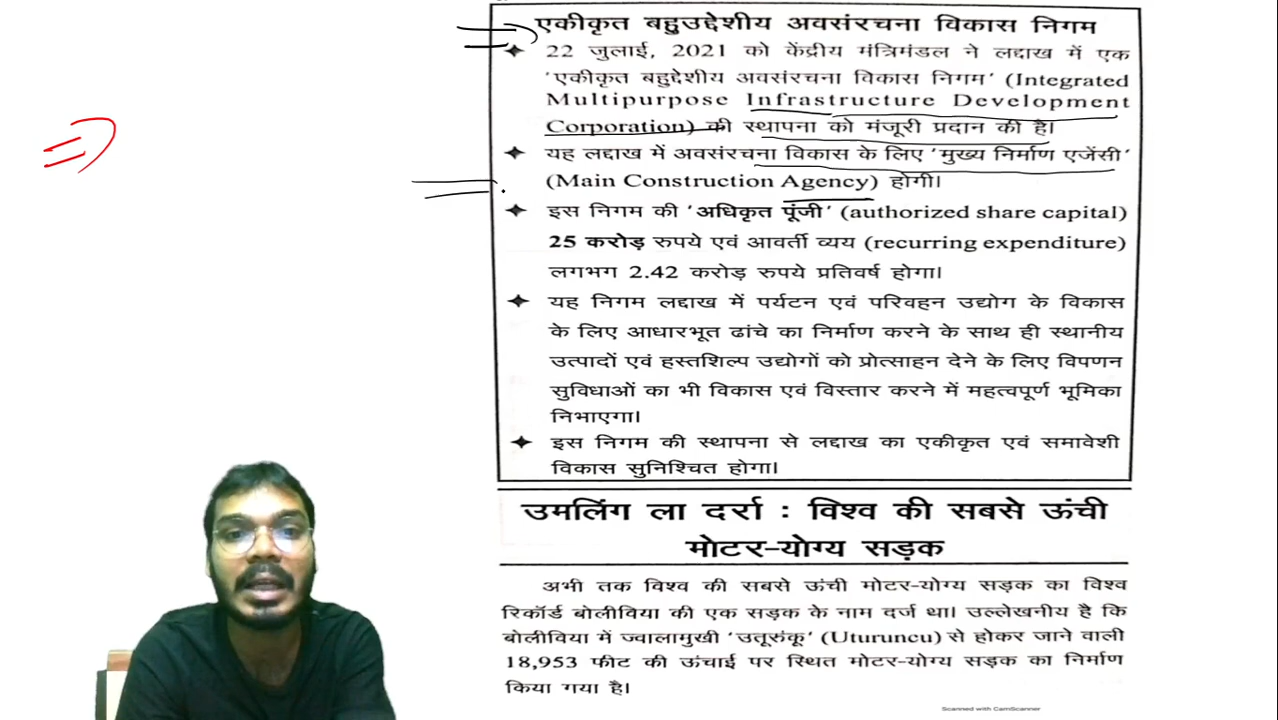 एकीकृत बहुउद्देशीय अवसंरचना विकास निगम
22 जुलाई, 2021 को केंद्रीय मंत्रिमंडल ने लद्दाख में एक
'एकीकृत बहुद्देशीय अवसंरचना विकास निगम' (Integrated
Multipurpose Infrastructure Development
Corporation) की स्थापना को मंजूरी प्रदान की है।
यह लद्दाख में अवसंरचना विकास के लिए 'मुख्य निर्माण एजेंसी'
(Main Construction Agency) होगी।
इस निगम की 'अधिकृत पूंजी' (authorized share capital)
25 करोड़ रुपये एवं आवर्ती व्यय (recurring expenditure)
लगभग 2.42 करोड़ रुपये प्रतिवर्ष होगा।
यह निगम लद्दाख में पर्यटन एवं परिवहन उद्योग के विकास
के लिए आधारभूत ढांचे का निर्माण करने के साथ ही स्थानीय
उत्पादों एवं हस्तशिल्प उद्योगों को प्रोत्साहन देने के लिए विपणन
सुविधाओं का भी विकास एवं विस्तार करने में महत्वपूर्ण भूमिका
निभाएगा।
इस निगम की स्थापना से लद्दाख का एकीकृत एवं समावेशी
विकास सुनिश्चित होगा।
उमलिंग ला दर्रा : विश्व की सबसे ऊंची
मोटर-योग्य सड़क
अभी तक विश्व की सबसे ऊंची मोटर-योग्य सड़क का विश्व
रिकॉर्ड बोलीविया की एक सड़क के नाम दर्ज था। उल्लेखनीय है कि
बोलीविया में ज्वालामुखी 'उतूरुंकू' (Uturuncu) से होकर जाने वाली
18,953 फीट की ऊंचाई पर स्थित मोटर-योग्य सड़क का निर्माण
किया गया है।
Scanned with CamScanner